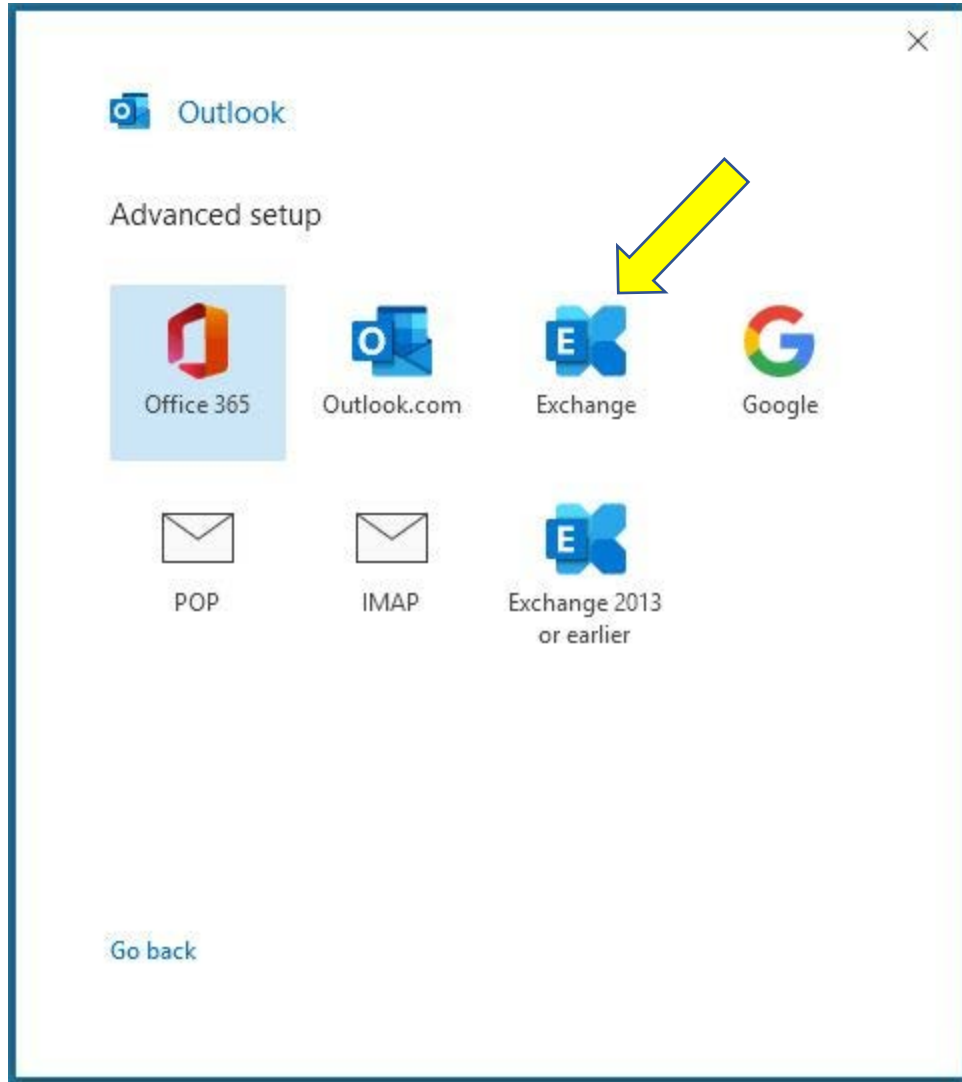 Outlook
Advanced setup
Office 365
Outlook.com
Exchange
Google
POP
IMAP
Exchange 2013
or earlier
Go back